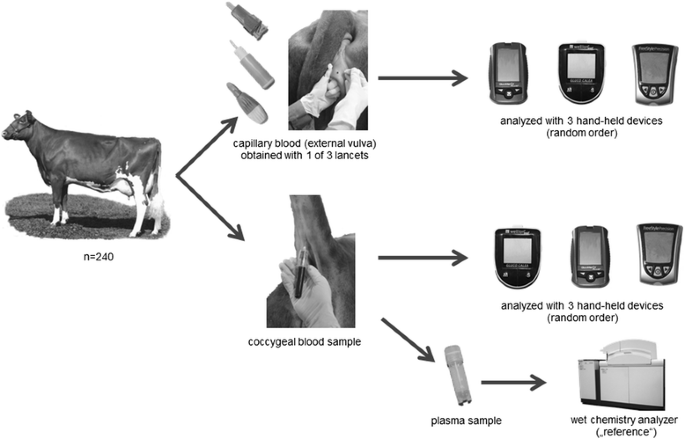 capillary blood (external vulva)
obtained with 1 of 3 lancets
analyzed with 3 hand-held devices
(random order)
n=240
coccygeal blood sample
analyzed with 3 hand-held devices
(random order)
plasma sample
wet chemistry analyzer
(„reference“)